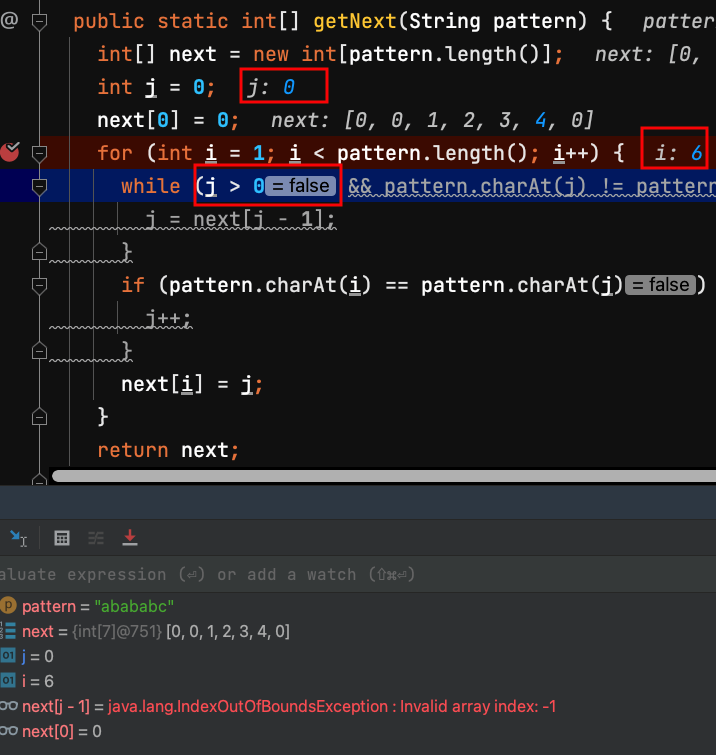 @ public static int[] getNext(String pattern) { pattern
int[] next = new int[pattern.length()]; next: [0,
int j = 0; j: 0
next[0] = 0; next: [0, 0, 1, 2, 3, 4, 0]
for (int i = 1; i < pattern.length(); i++) { i: 6
while (j > 0 = false && pattern.charAt(j) != pattern
j = next[j - 1];
}
if (pattern.charAt(i) == pattern.charAt(j) = false )
j++;
}
next[i] = j;
}
return next;
aluate expression (⏎) or add a watch (⇧⌘⏎)
p pattern = "abababc"
next = {int[7]@751} [0, 0, 1, 2, 3, 4, 0]
01 j = 0
01 i = 6
next[j - 1] = java.lang.IndexOutOfBoundsException : Invalid array index: -1
next[0] = 0